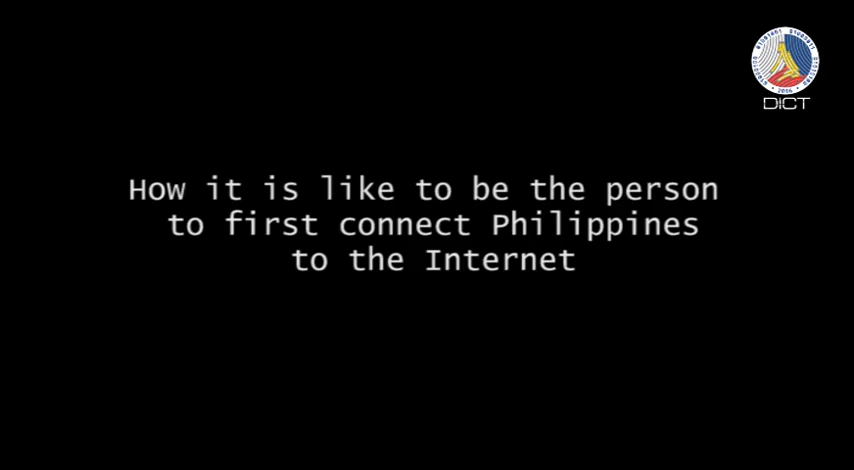 DICT
How it is like to be the person
to first connect Philippines
to the Internet